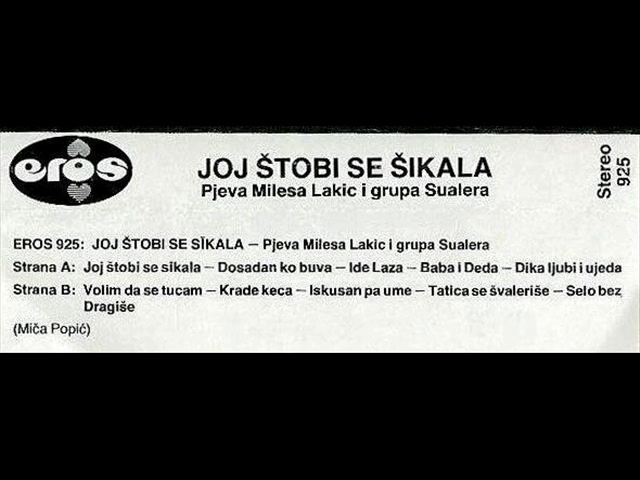 eros
JOJ ŠTOBI SE ŠIKALA
Pjeva Milesa Lakic i grupa Sualera
Stereo
925
EROS 925: JOJ ŠTOBI SE SĪKALA – Pjeva Milesa Lakic i grupa Sualera
Strana A: Joj štobi se sīkala – Dosadan ko buva – Ide Laza – Baba i Deda – Dika ljubi i ujeda
Strana B: Volim da se tucam – Krade keca – Iskusan pa ume – Tatica se švaleriše – Selo bez
Dragiše
(Miča Popić)